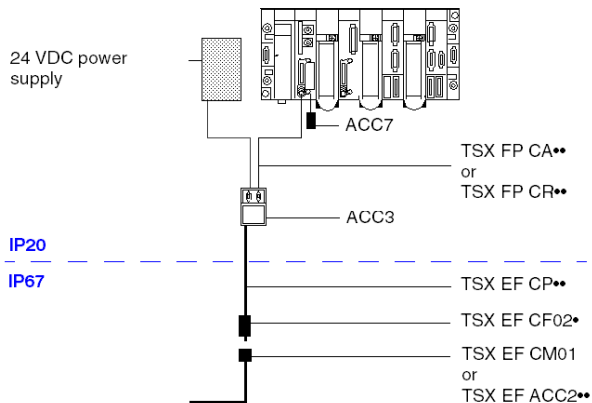 24 VDC power
supply
ACC7
TSX FP CA••
or
TSX FP CR••
ACC3
IP20
IP67
TSX EF CP••
TSX EF CF02•
TSX EF CM01
or
TSX EF ACC2••